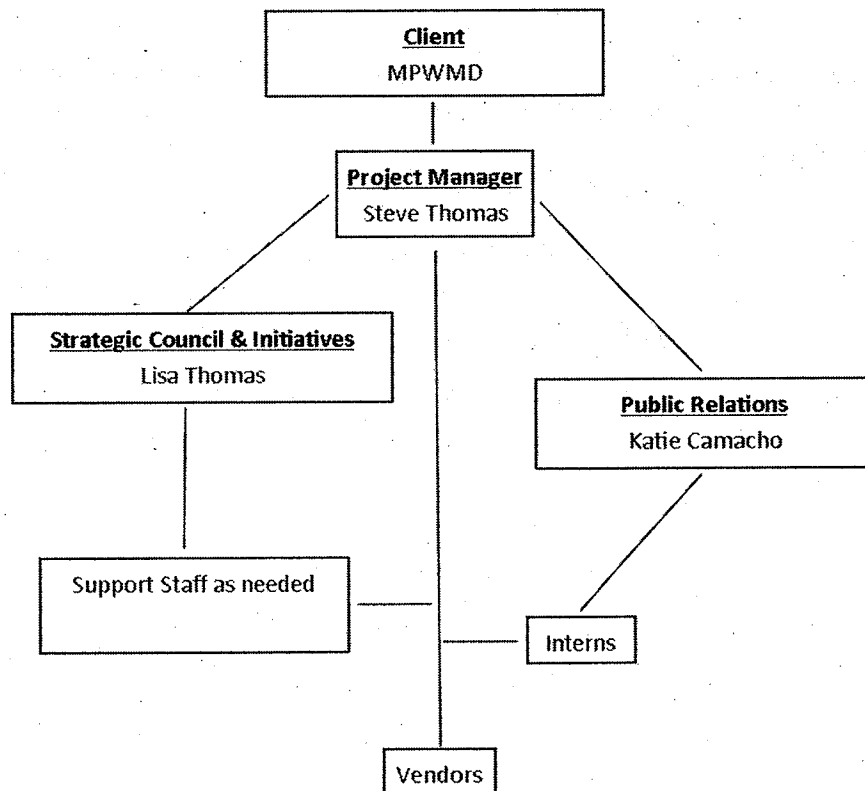 Client
MPWMD
Project Manager
Steve Thomas
Strategic Council & Initiatives
Lisa Thomas
Public Relations
Katie Camacho
Support Staff as needed
Interns
Vendors